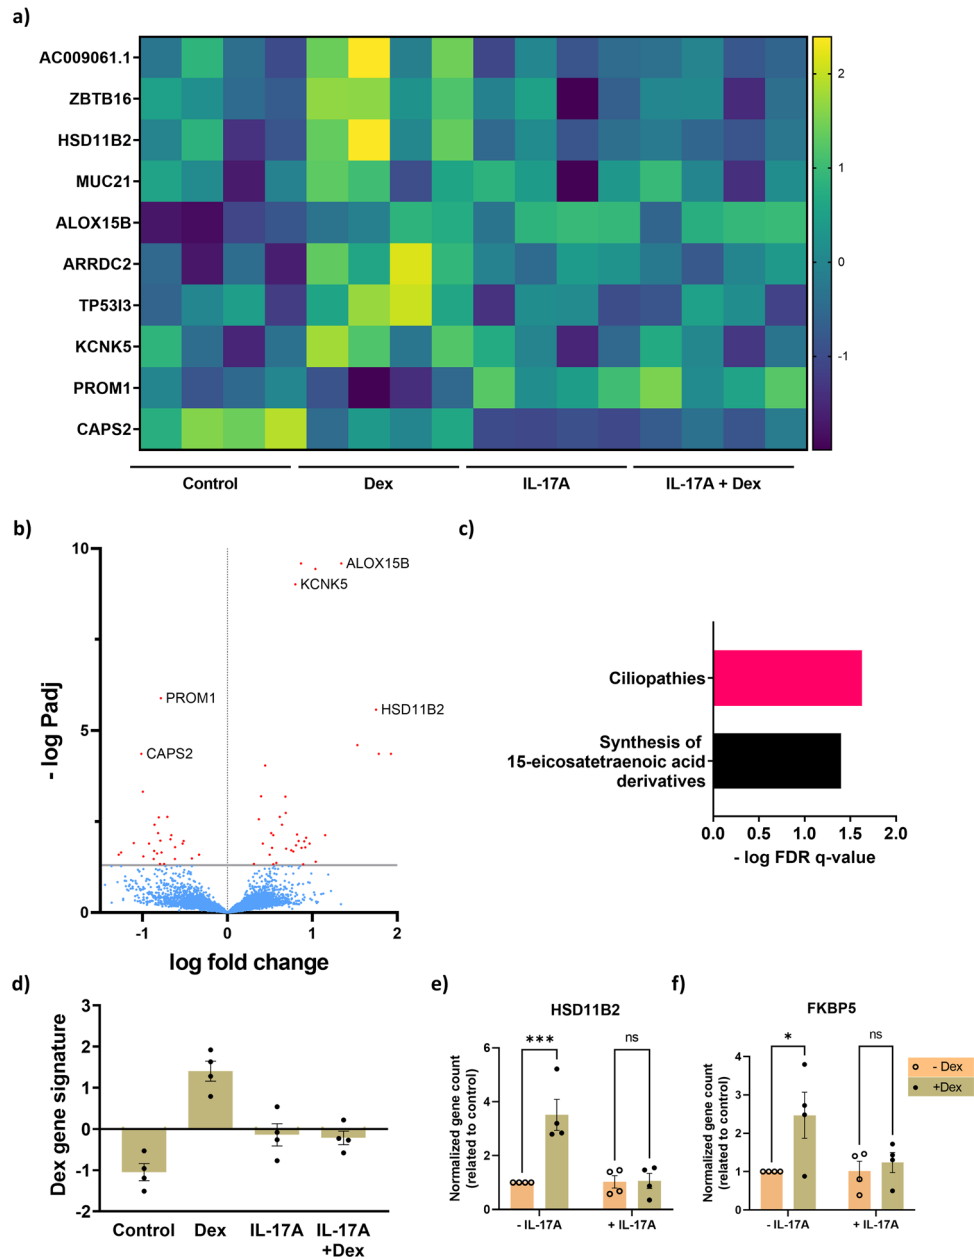 a)
AC009061.1
ZBTB16
HSD11B2
MUC21
ALOX15B
ARRDC2
TP53I3
KCNK5
PROM1
CAPS2
2
1
0
-1
Control Dex IL-17A IL-17A + Dex
b)
10
5
0
- log Padj
ALOX15B
KCNK5
PROM1
HSD11B2
CAPS2
-1 0 1 2
log fold change
c)
Ciliopathies
Synthesis of
15-eicosatetraenoic acid
derivatives
0.0 0.5 1.0 1.5 2.0
- log FDR q-value
d)
Dex gene signature
3
2
1
0
-1
-2
Control Dex IL-17A IL-17A
+Dex
e)
HSD11B2
Normalized gene count
(related to control)
6
4
2
0
*** ns
- IL-17A + IL-17A
f)
FKBP5
Normalized gene count
(related to control)
4
3
2
1
0
* ns
- IL-17A + IL-17A
- Dex
+Dex